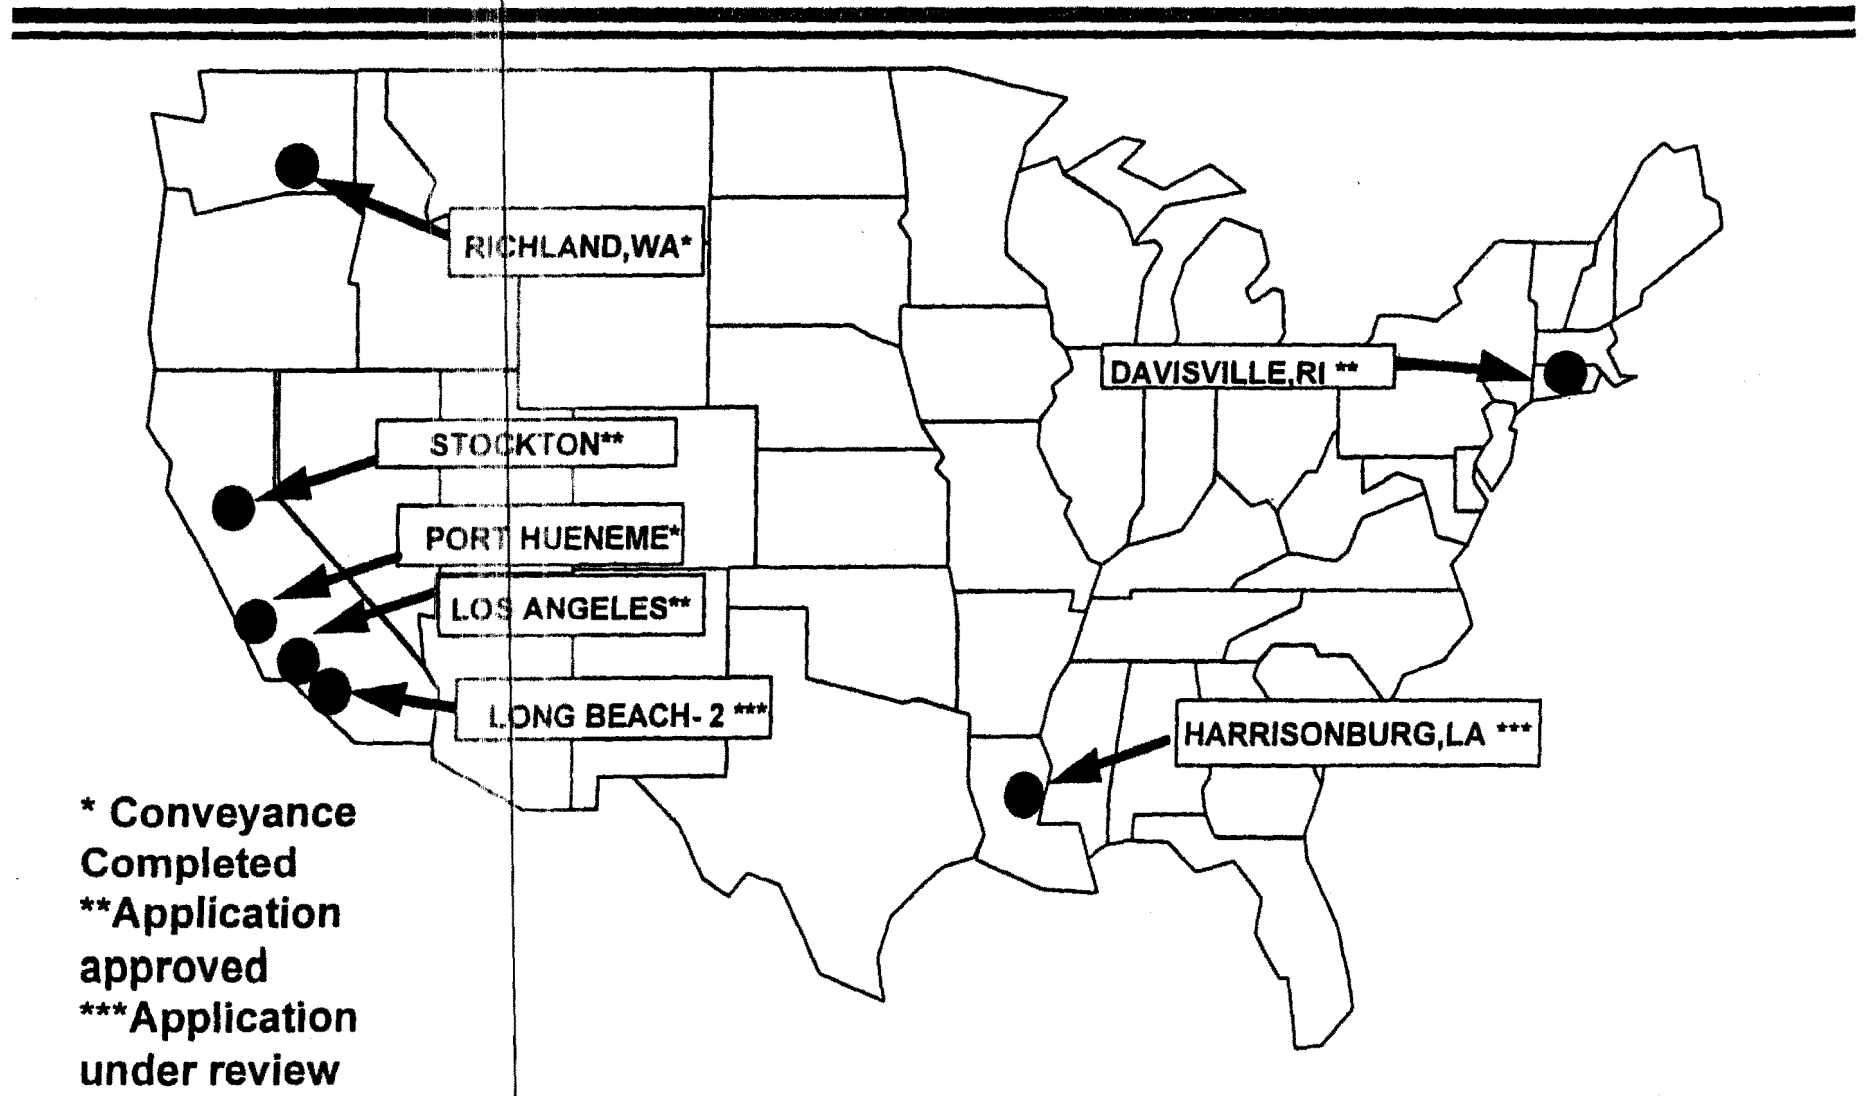 RICHLAND,WA*
DAVISVILLE,RI **
STOCKTON**
PORT HUENEME*
LOS ANGELES**
LONG BEACH- 2 ***
HARRISONBURG,LA ***
* Conveyance
Completed
**Application
approved
***Application
under review